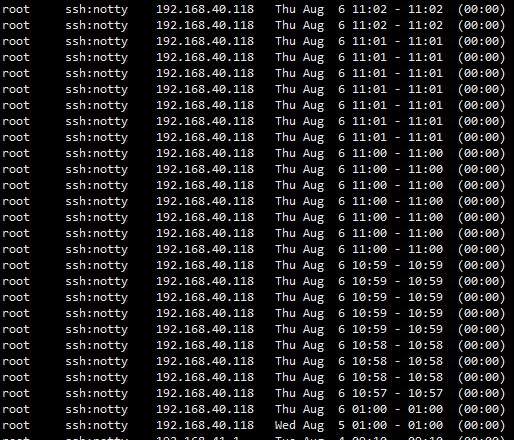 root     ssh:notty    192.168.40.118   Thu Aug  6 11:02 - 11:02  (00:00)
root     ssh:notty    192.168.40.118   Thu Aug  6 11:02 - 11:02  (00:00)
root     ssh:notty    192.168.40.118   Thu Aug  6 11:01 - 11:01  (00:00)
root     ssh:notty    192.168.40.118   Thu Aug  6 11:01 - 11:01  (00:00)
root     ssh:notty    192.168.40.118   Thu Aug  6 11:01 - 11:01  (00:00)
root     ssh:notty    192.168.40.118   Thu Aug  6 11:01 - 11:01  (00:00)
root     ssh:notty    192.168.40.118   Thu Aug  6 11:01 - 11:01  (00:00)
root     ssh:notty    192.168.40.118   Thu Aug  6 11:01 - 11:01  (00:00)
root     ssh:notty    192.168.40.118   Thu Aug  6 11:01 - 11:01  (00:00)
root     ssh:notty    192.168.40.118   Thu Aug  6 11:00 - 11:00  (00:00)
root     ssh:notty    192.168.40.118   Thu Aug  6 11:00 - 11:00  (00:00)
root     ssh:notty    192.168.40.118   Thu Aug  6 11:00 - 11:00  (00:00)
root     ssh:notty    192.168.40.118   Thu Aug  6 11:00 - 11:00  (00:00)
root     ssh:notty    192.168.40.118   Thu Aug  6 11:00 - 11:00  (00:00)
root     ssh:notty    192.168.40.118   Thu Aug  6 11:00 - 11:00  (00:00)
root     ssh:notty    192.168.40.118   Thu Aug  6 11:00 - 11:00  (00:00)
root     ssh:notty    192.168.40.118   Thu Aug  6 10:59 - 10:59  (00:00)
root     ssh:notty    192.168.40.118   Thu Aug  6 10:59 - 10:59  (00:00)
root     ssh:notty    192.168.40.118   Thu Aug  6 10:59 - 10:59  (00:00)
root     ssh:notty    192.168.40.118   Thu Aug  6 10:59 - 10:59  (00:00)
root     ssh:notty    192.168.40.118   Thu Aug  6 10:59 - 10:59  (00:00)
root     ssh:notty    192.168.40.118   Thu Aug  6 10:58 - 10:58  (00:00)
root     ssh:notty    192.168.40.118   Thu Aug  6 10:58 - 10:58  (00:00)
root     ssh:notty    192.168.40.118   Thu Aug  6 10:58 - 10:58  (00:00)
root     ssh:notty    192.168.40.118   Thu Aug  6 10:57 - 10:57  (00:00)
root     ssh:notty    192.168.40.118   Thu Aug  6 01:00 - 01:00  (00:00)
root     ssh:notty    192.168.40.118   Wed Aug  5 01:00 - 01:00  (00:00)